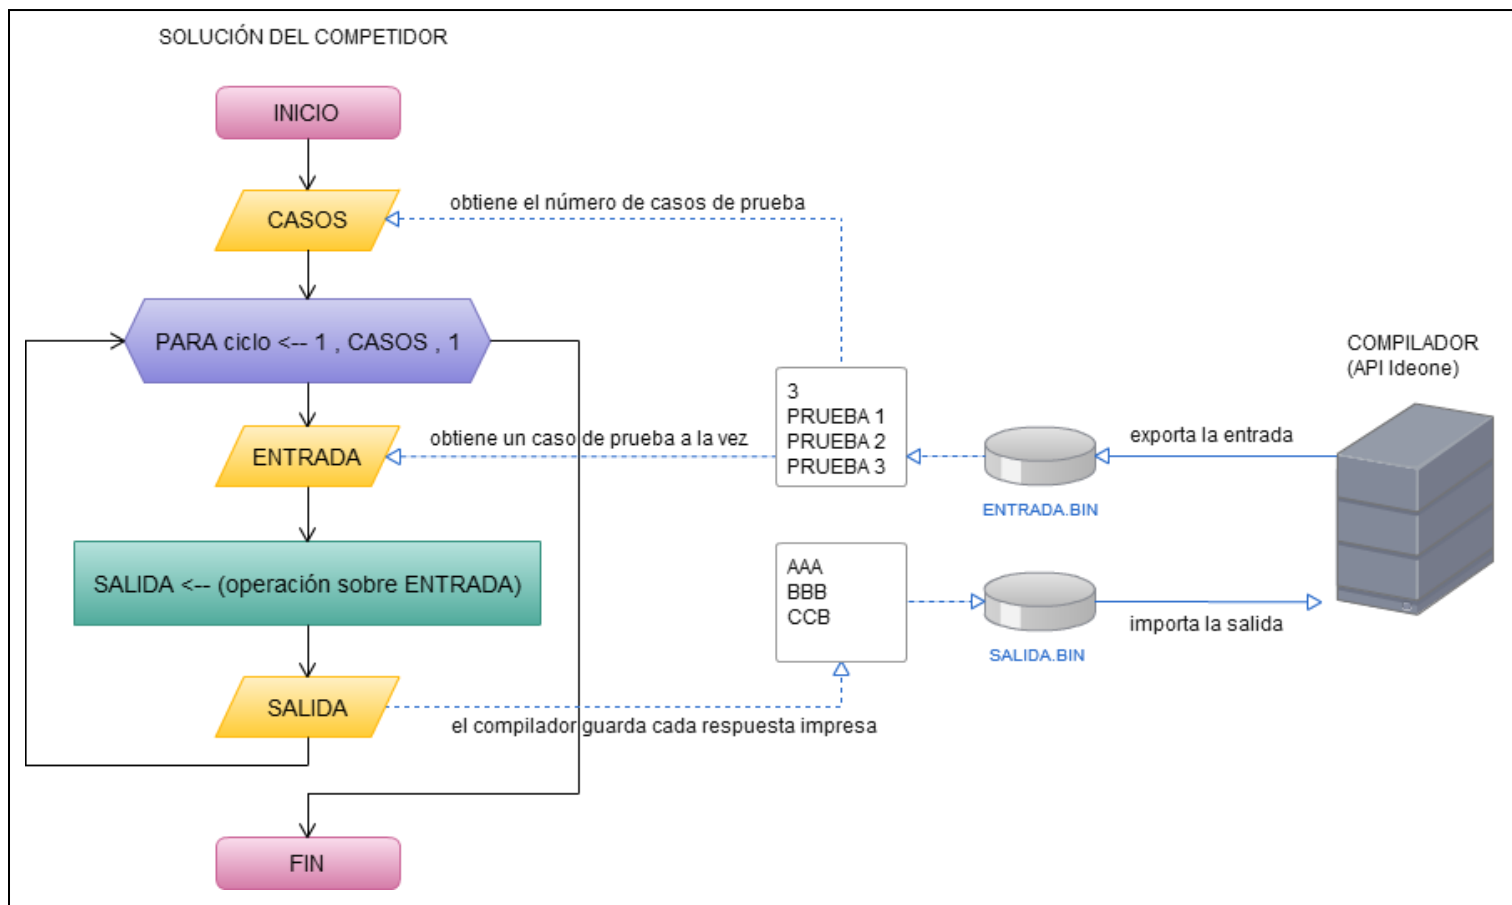 SOLUCIÓN DEL COMPETIDOR
INICIO
CASOS
obtiene el número de casos de prueba
PARA ciclo <-- 1 , CASOS , 1
ENTRADA
obtiene un caso de prueba a la vez
3
PRUEBA 1
PRUEBA 2
PRUEBA 3
ENTRADA.BIN
exporta la entrada
COMPILADOR
(API Ideone)
SALIDA <-- (operación sobre ENTRADA)
AAA
BBB
CCB
SALIDA.BIN
importa la salida
SALIDA
el compilador guarda cada respuesta impresa
FIN